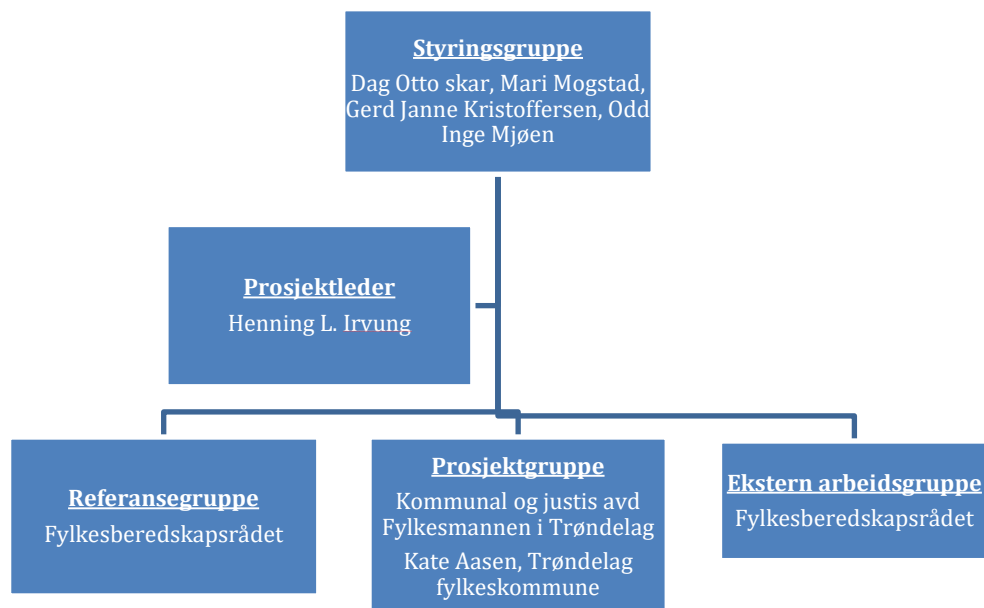 Styringsgruppe
Dag Otto skar, Mari Mogstad,
Gerd Janne Kristoffersen, Odd
Inge Mjøen
Prosjektleder
Henning L. Irvung
Referansegruppe
Fylkesberedskapsrådet
Prosjektgruppe
Kommunal og justis avd
Fylkesmannen i Trøndelag
Kate Aasen, Trøndelag
fylkeskommune
Ekstern arbeidsgruppe
Fylkesberedskapsrådet